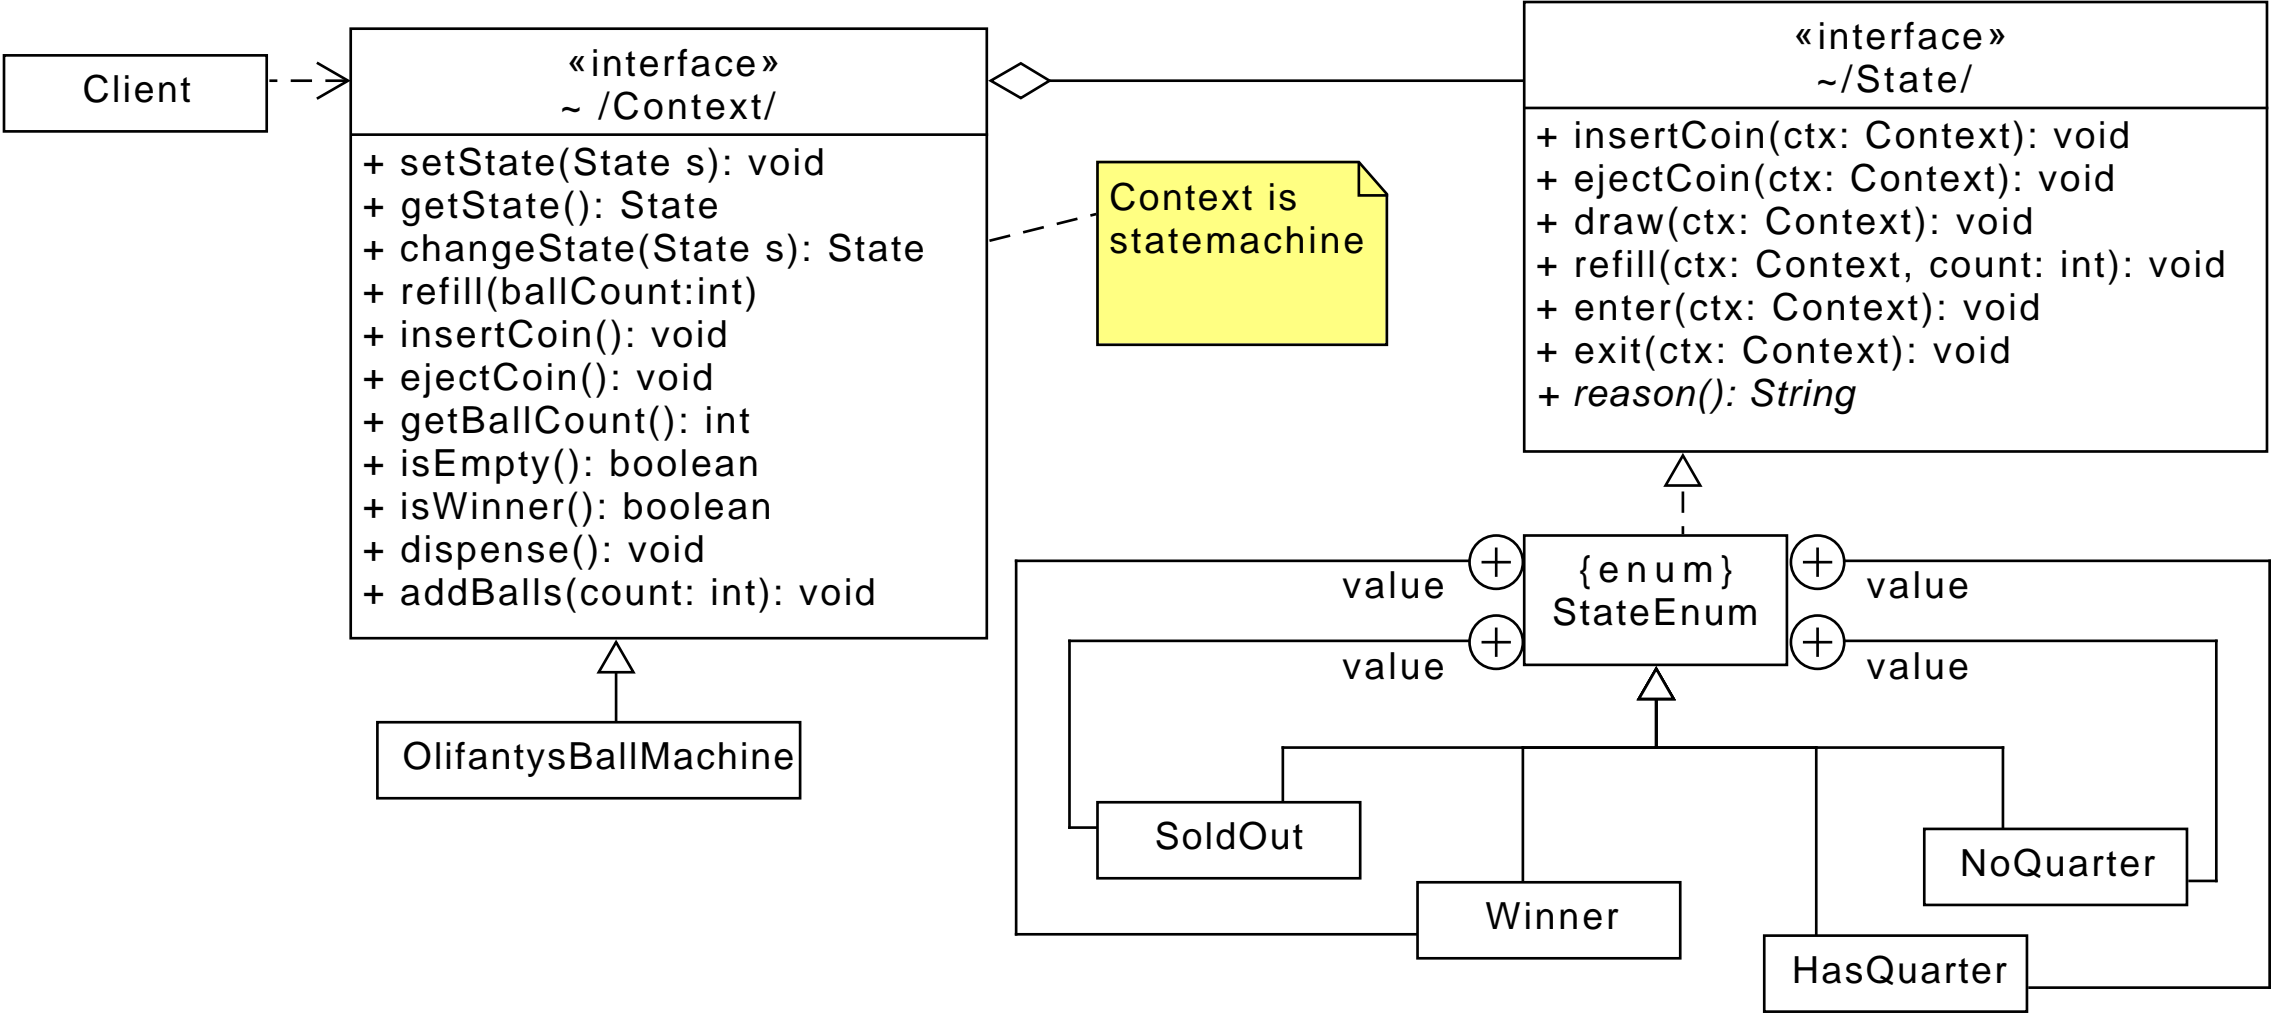 Client
«interface»
~ /Context/
+ setState(State s): void
+ getState(): State
+ changeState(State s): State
+ refill(ballCount:int)
+ insertCoin(): void
+ ejectCoin(): void
+ getBallCount(): int
+ isEmpty(): boolean
+ isWinner(): boolean
+ dispense(): void
+ addBalls(count: int): void
OlifantysBallMachine
Context is
statemachine
«interface»
~/State/
+ insertCoin(ctx: Context): void
+ ejectCoin(ctx: Context): void
+ draw(ctx: Context): void
+ refill(ctx: Context, count: int): void
+ enter(ctx: Context): void
+ exit(ctx: Context): void
+ reason(): String
{enum}
StateEnum
value
value
value
value
SoldOut
Winner
HasQuarter
NoQuarter